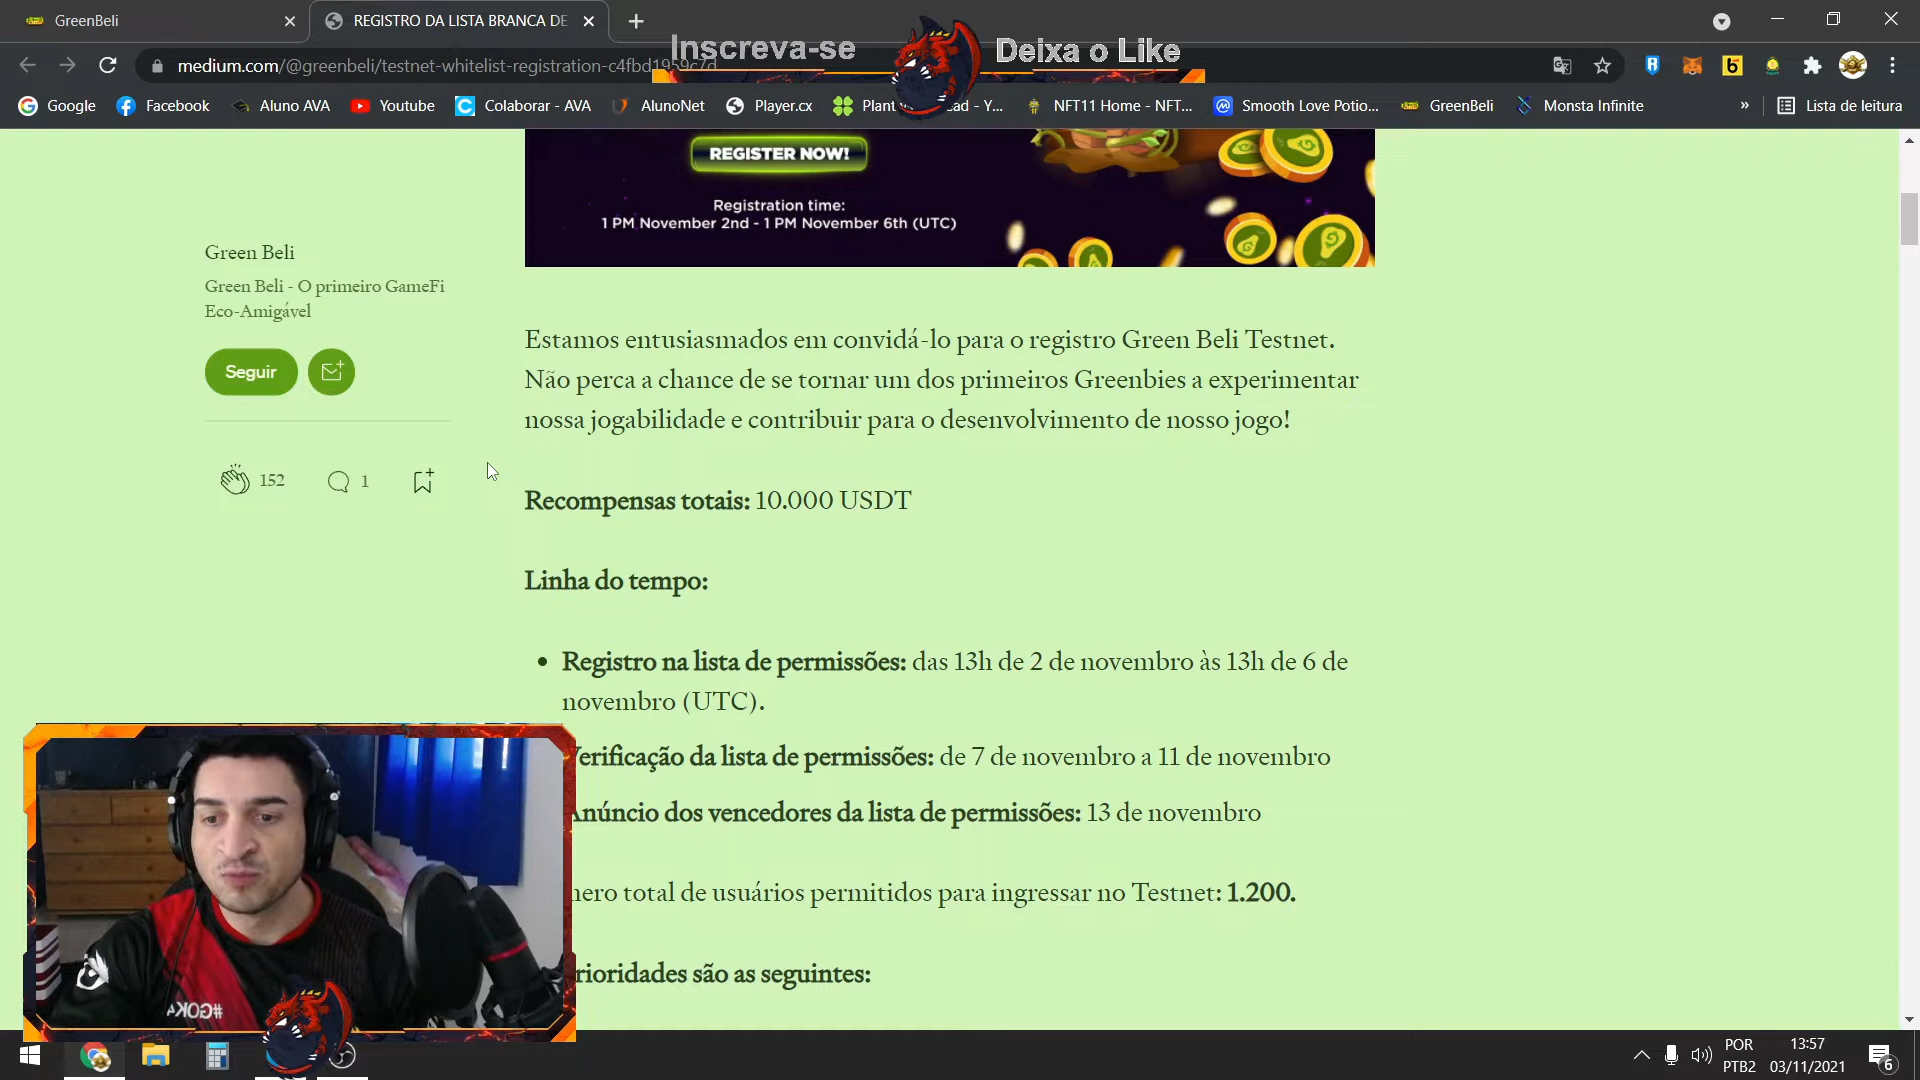 GreenBeli
REGISTRO DA LISTA BRANCA DE
Inscreva-se
Deixa o Like
medium.com/@greenbeli/testnet-whitelist-registration-c4fbd1959c7d
Google
Facebook
Aluno AVA
Youtube
Colaborar - AVA
AlunoNet
Player.cx
NFT11 Home - NFT...
Smooth Love Potio...
GreenBeli
Monsta Infinite
»
Lista de leitura
REGISTER NOW!
Registration time:
1 PM November 2nd - 1 PM November 6th (UTC)
Green Beli
Green Beli - O primeiro GameFi
Eco-Amigável
Seguir
152
1
Estamos entusiasmados em convidá-lo para o registro Green Beli Testnet.
Não perca a chance de se tornar um dos primeiros Greenbies a experimentar
nossa jogabilidade e contribuir para o desenvolvimento de nosso jogo!
Recompensas totais: 10.000 USDT
Linha do tempo:
• Registro na lista de permissões: das 13h de 2 de novembro às 13h de 6 de
novembro (UTC).
Verificação da lista de permissões: de 7 de novembro a 11 de novembro
Anúncio dos vencedores da lista de permissões: 13 de novembro
mero total de usuários permitidos para ingressar no Testnet: 1.200.
rioridades são as seguintes:
POR
PTB2
13:57
03/11/2021
6